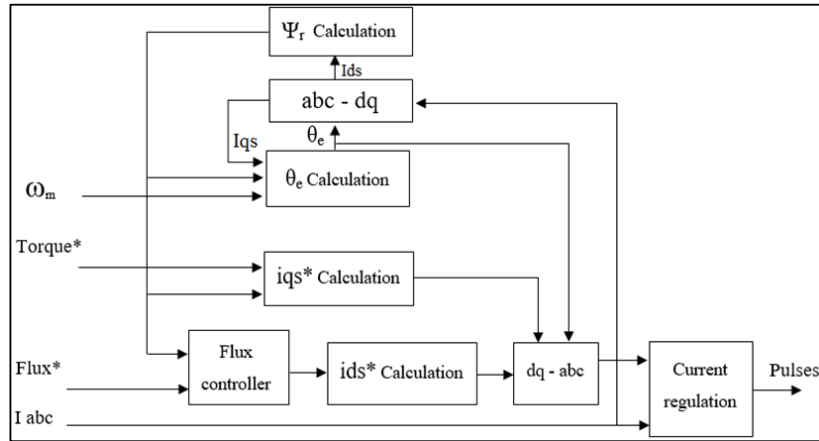 Ψr Calculation
Ids
abc - dq
θe
Iqs
θe Calculation
ωm
Torque*
iqs* Calculation
Flux*
Flux
controller
ids* Calculation
dq - abc
Current
regulation
Pulses
I abc